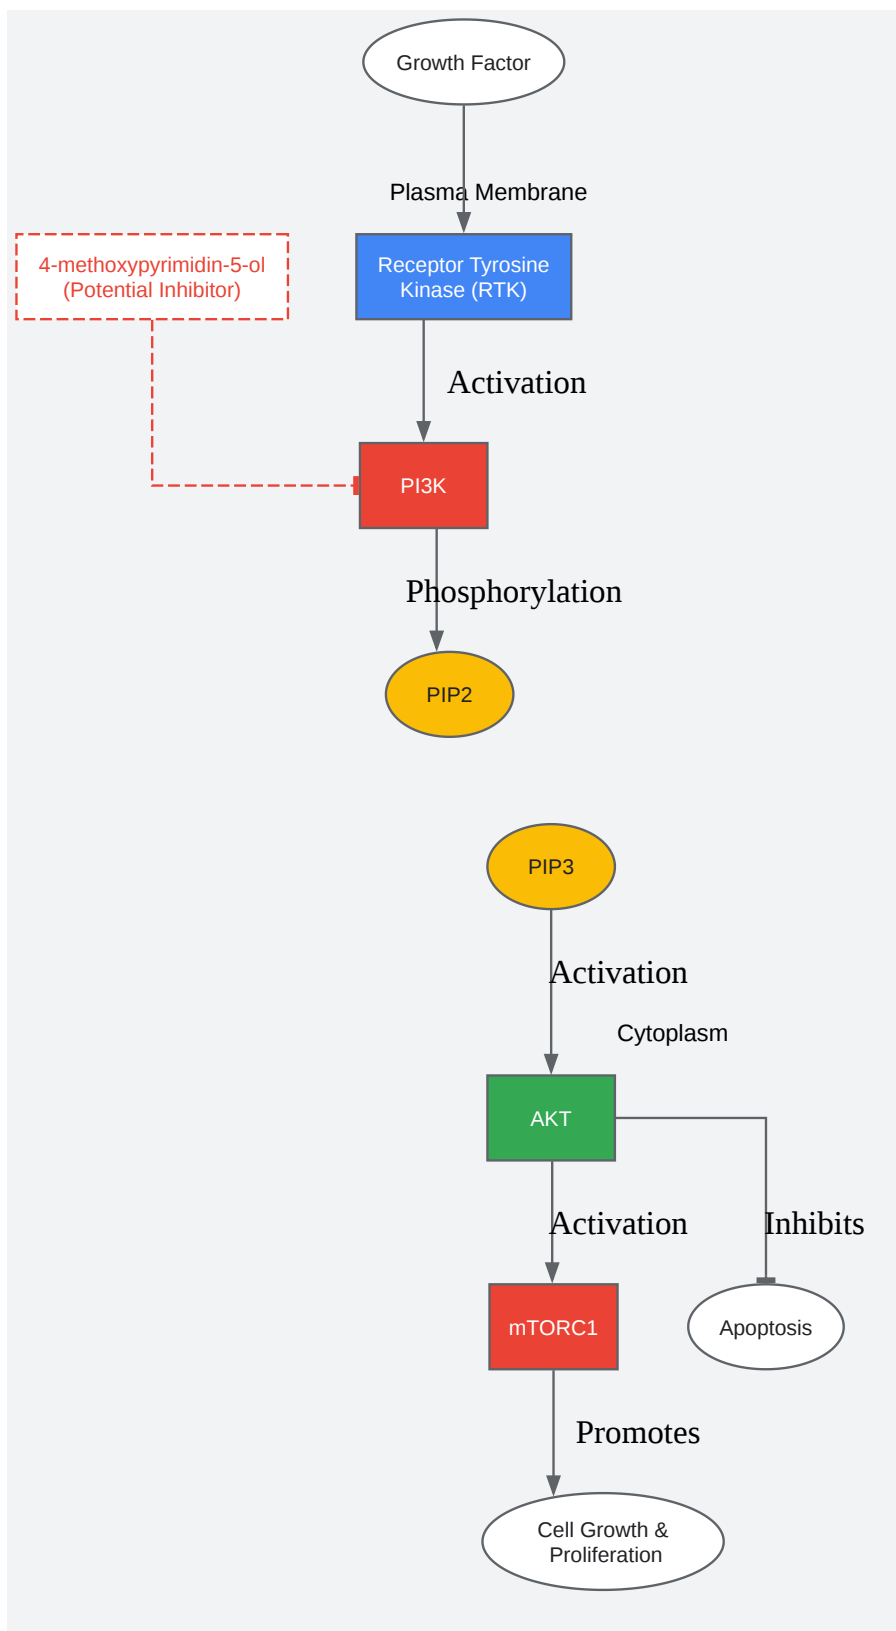 Growth Factor
Plasma Membrane
4-methoxypyrimidin-5-ol
(Potential Inhibitor)
Receptor Tyrosine
Kinase (RTK)
Activation
PI3K
Phosphorylation
PIP2
PIP3
Activation
Cytoplasm
AKT
Activation
Inhibits
mTORC1
Apoptosis
Promotes
Cell Growth &
Proliferation